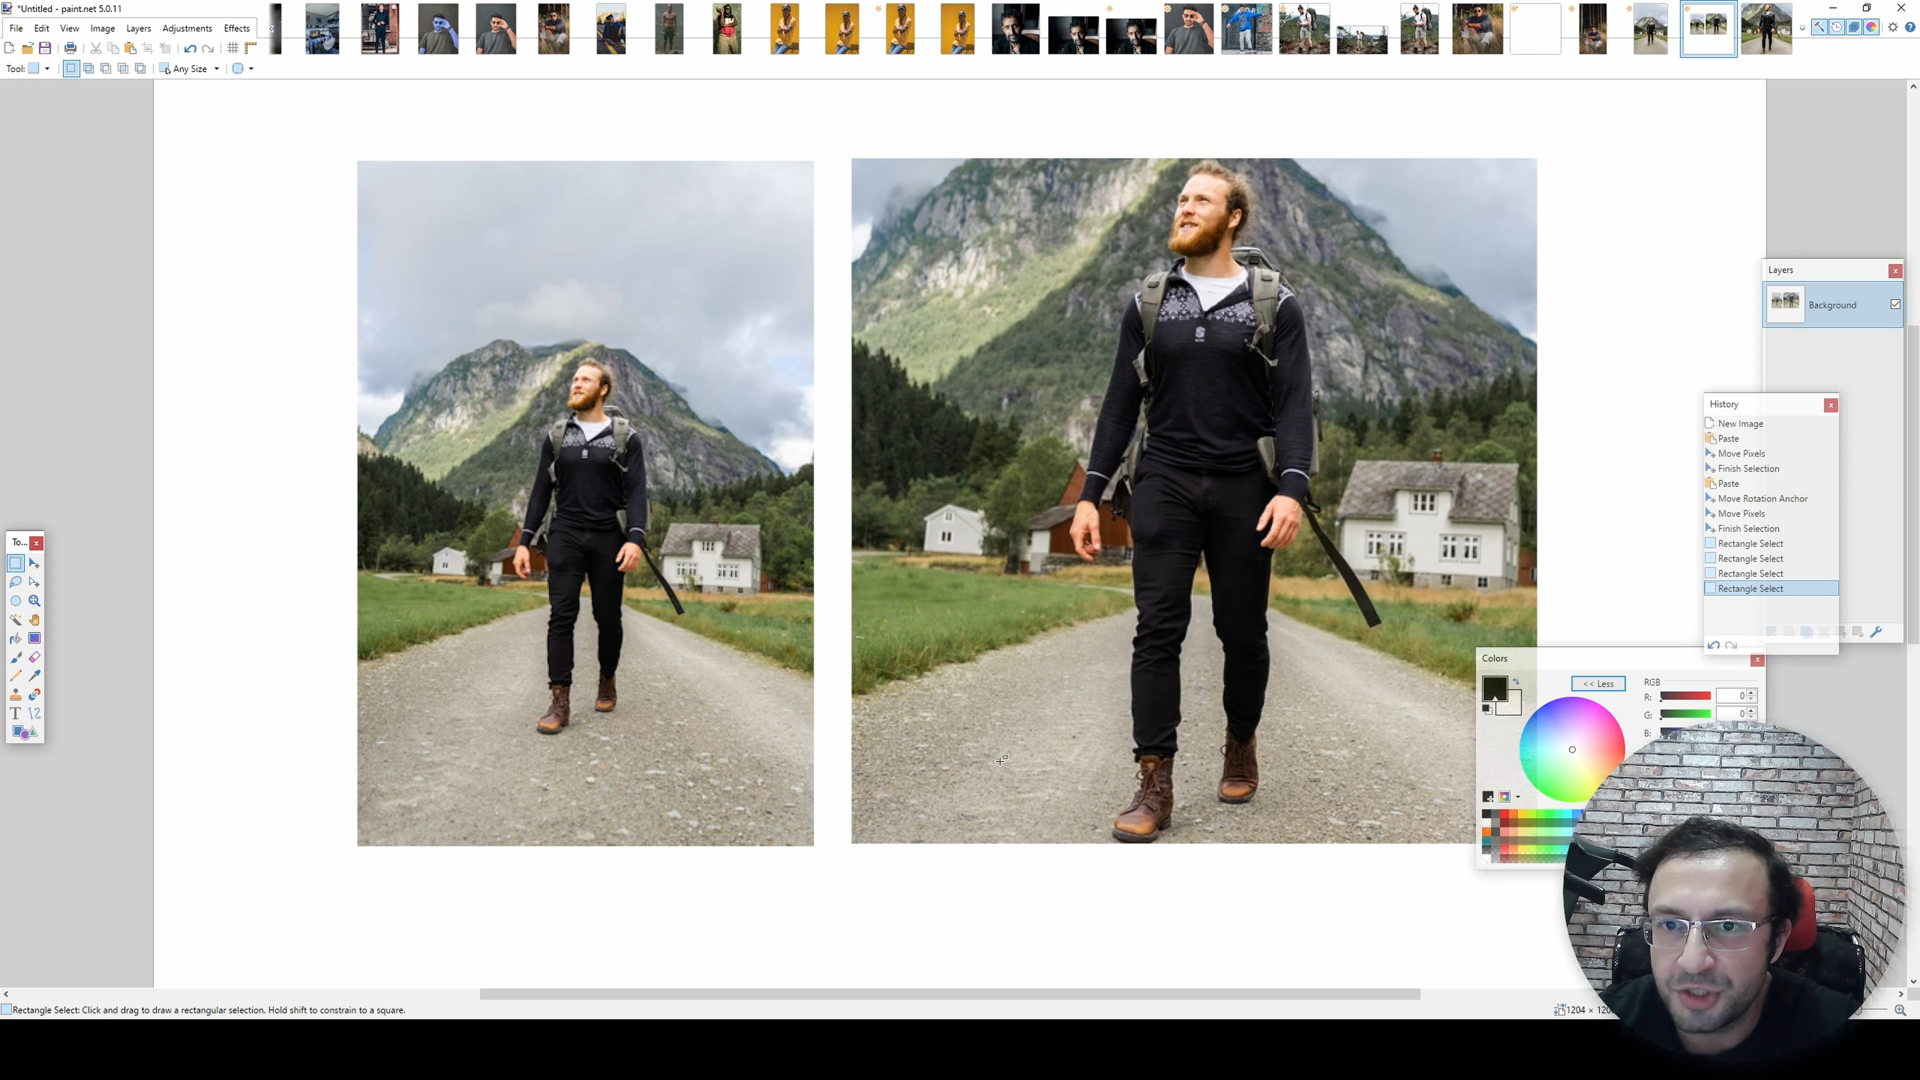 *Untitled - paint.net 5.0.11
File Edit View Image Layers Adjustments Effects
Tool: Any Size
Layers
Background
History
New Image
Paste
Move Pixels
Finish Selection
Paste
Move Rotation Anchor
Move Pixels
Finish Selection
Rectangle Select
Rectangle Select
Rectangle Select
Rectangle Select
To...
Colors
<< Less
RGB
R: 0
G: 0
B:
Rectangle Select: Click and drag to draw a rectangular selection. Hold shift to constrain to a square.